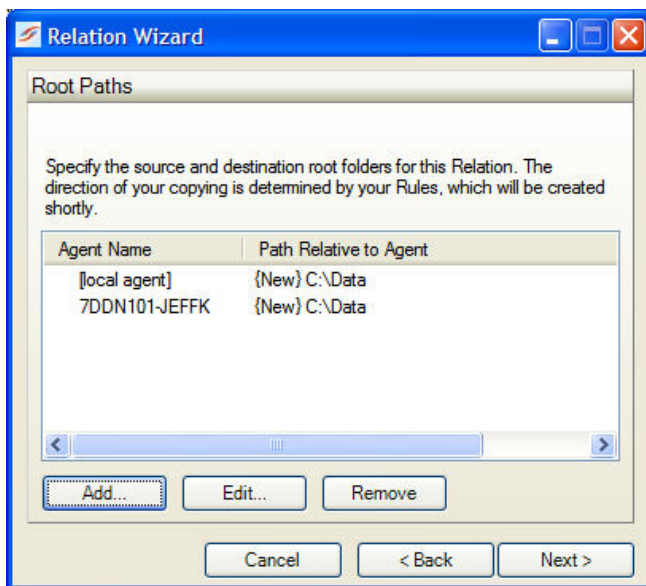 Relation Wizard
Root Paths
Specify the source and destination root folders for this Relation. The
direction of your copying is determined by your Rules, which will be created
shortly.
Agent Name Path Relative to Agent
[local agent] {New} C:\Data
7DDN101-JEFFK {New} C:\Data
Add... Edit... Remove
Cancel < Back Next >